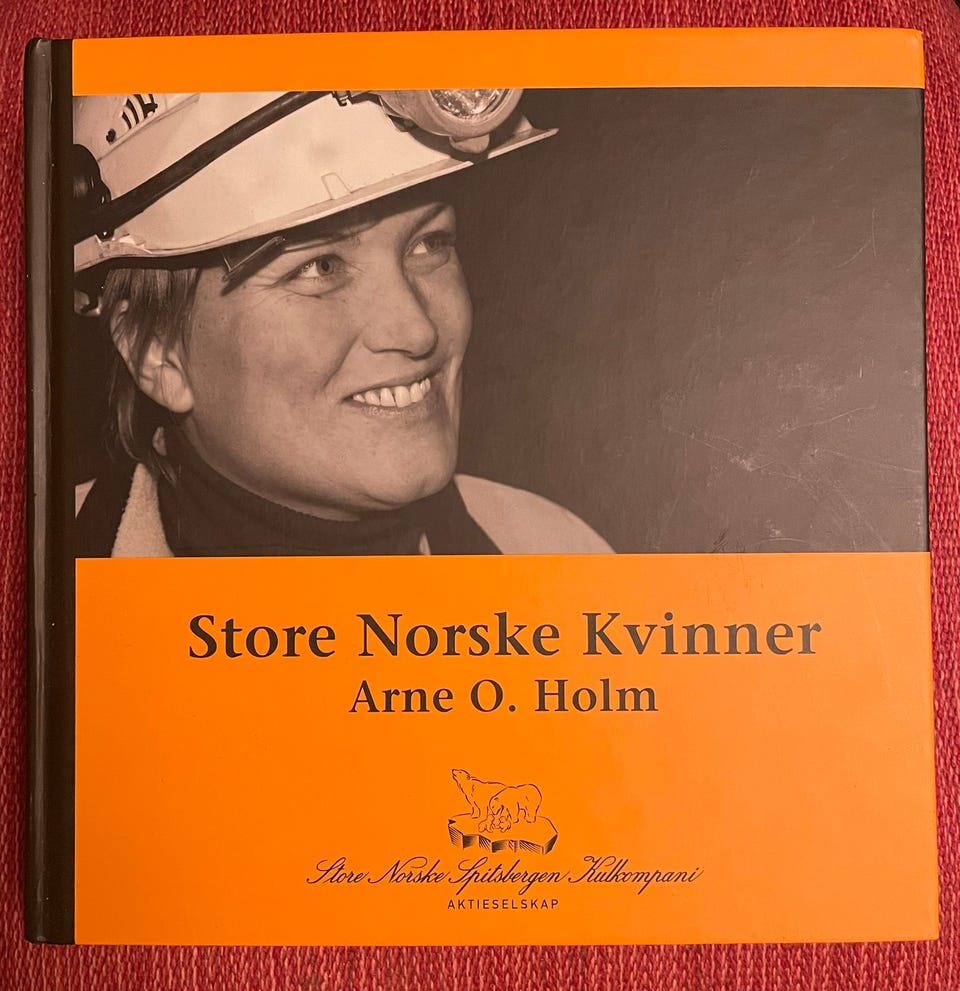 Store Norske Kvinner
Arne O. Holm
Store Norske Spitsbergen Kulkompani
AKTIESELSKAP